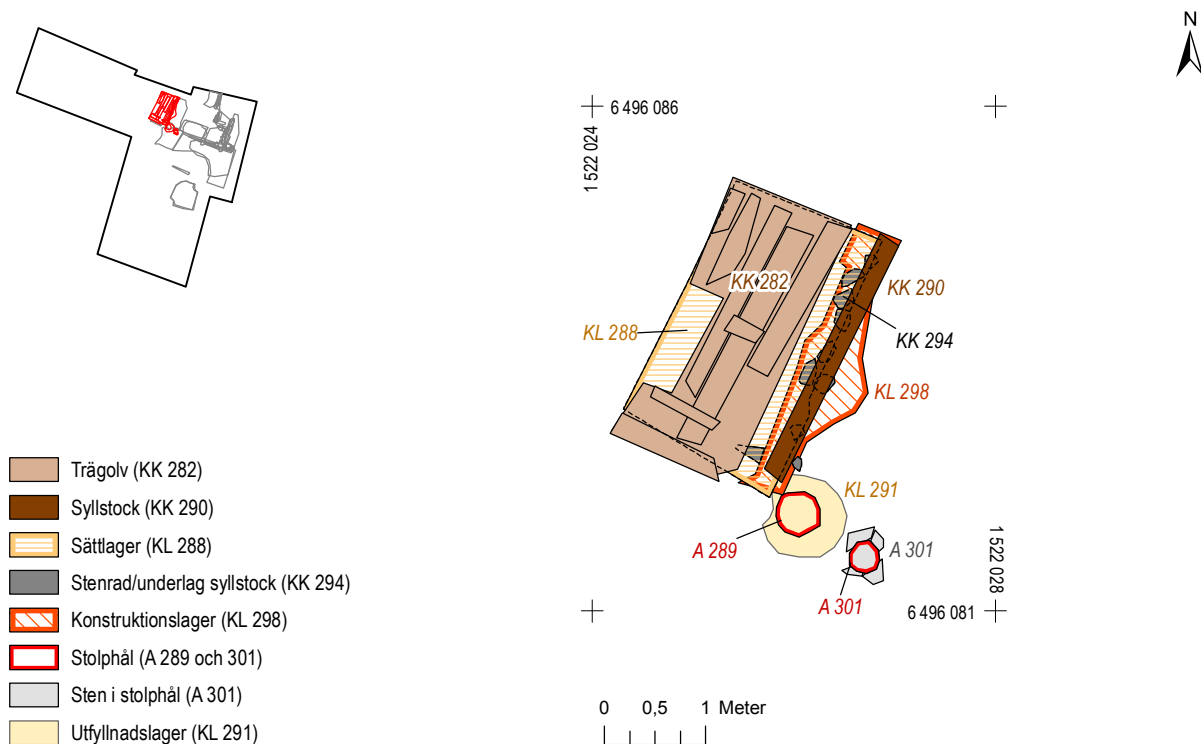 N
6 496 086
1 522 024
KK 282
KK 290
KL 288
KK 294
KL 298
KL 291
A 289
A 301
A 301
1 522 028
6 496 081
Trägolv (KK 282)
Syllstock (KK 290)
Sättlager (KL 288)
Stenrad/underlag syllstock (KK 294)
Konstruktionslager (KL 298)
Stolphål (A 289 och 301)
Sten i stolphål (A 301)
Utfyllnadslager (KL 291)
0 0,5 1 Meter